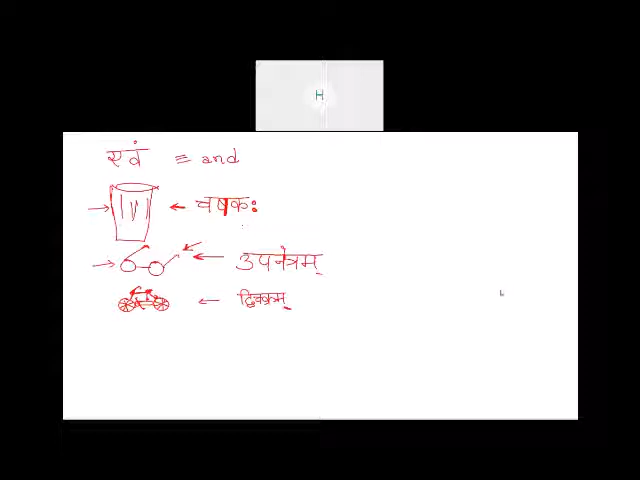 H
एवं = and
चषकः
उपनेत्रम्
द्विचक्रम्